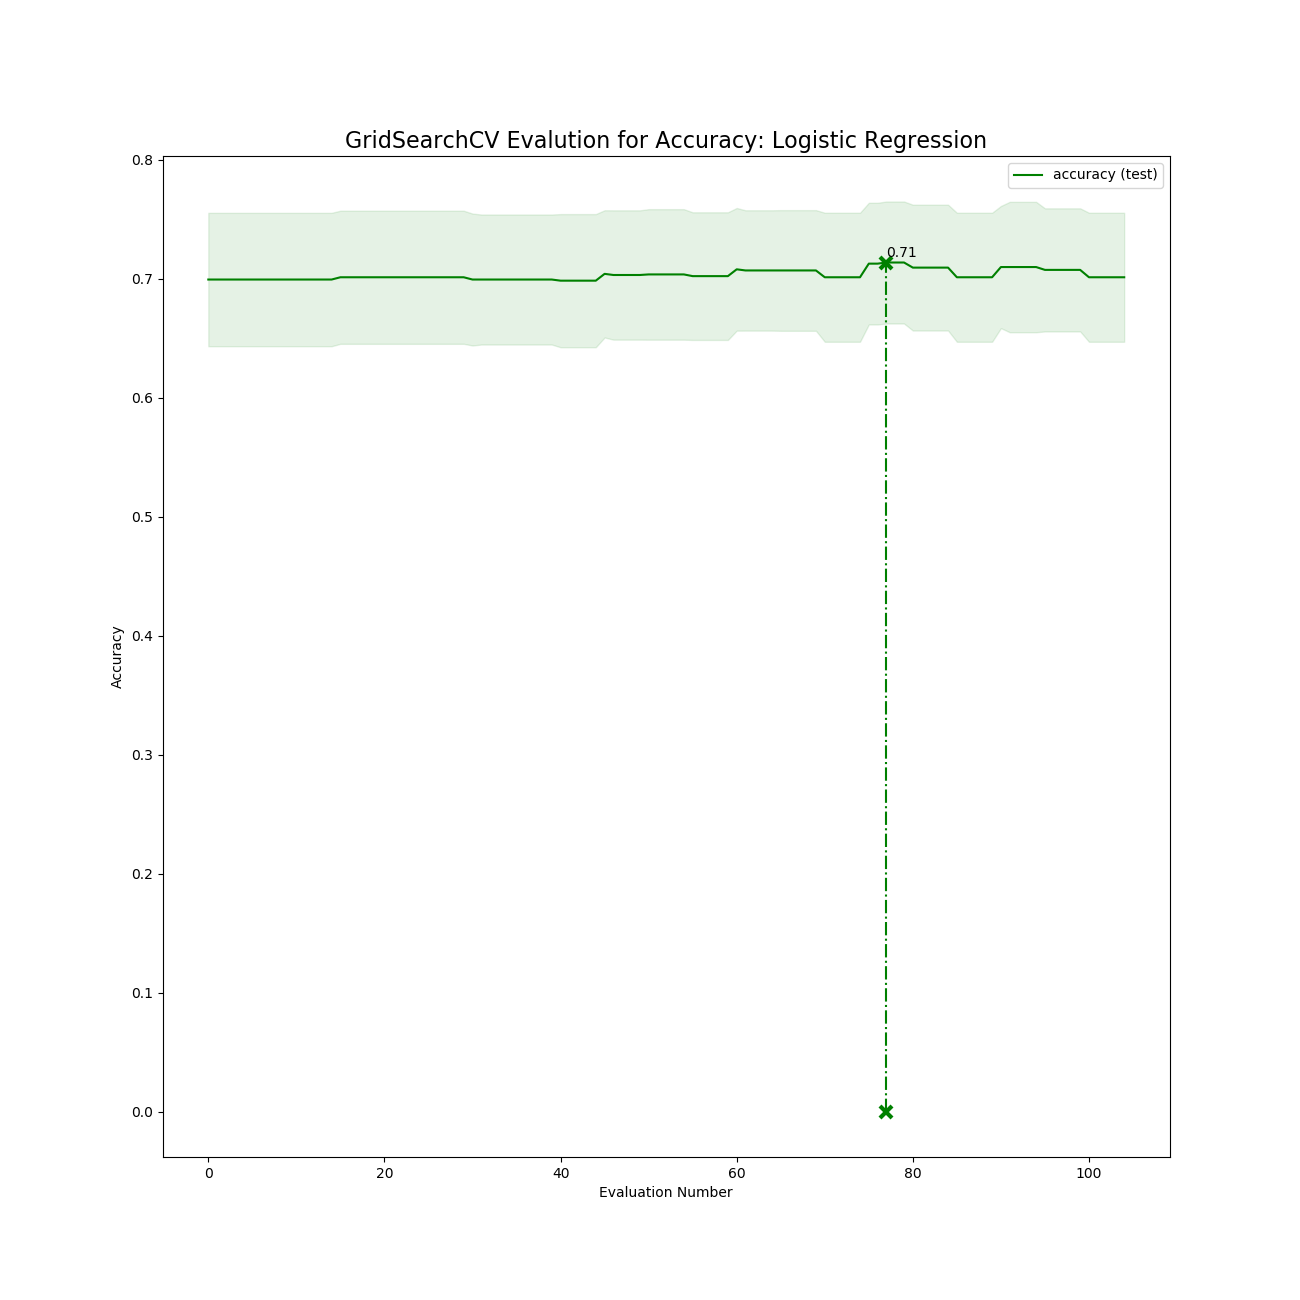 GridSearchCV Evalution for Accuracy: Logistic Regression
accuracy (test)
0.71
0.8
0.7
0.6
0.5
0.4
0.3
0.2
0.1
0.0
Accuracy
0 20 40 60 80 100
Evaluation Number